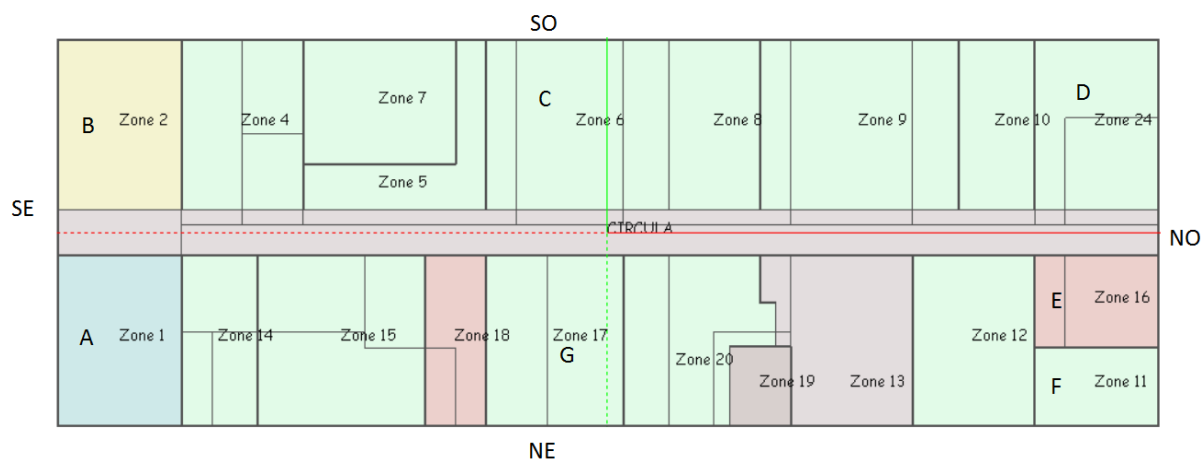 SO
B Zone 2
Zone 4
Zone 7
Zone 5
C
Zone 6
Zone 8
Zone 9
Zone 10
D
Zone 24
SE
CIRCULA
NO
A Zone 1
Zone 14
Zone 15
Zone 18
Zone 17
G
Zone 20
Zone 19
Zone 13
Zone 12
E Zone 16
F Zone 11
NE